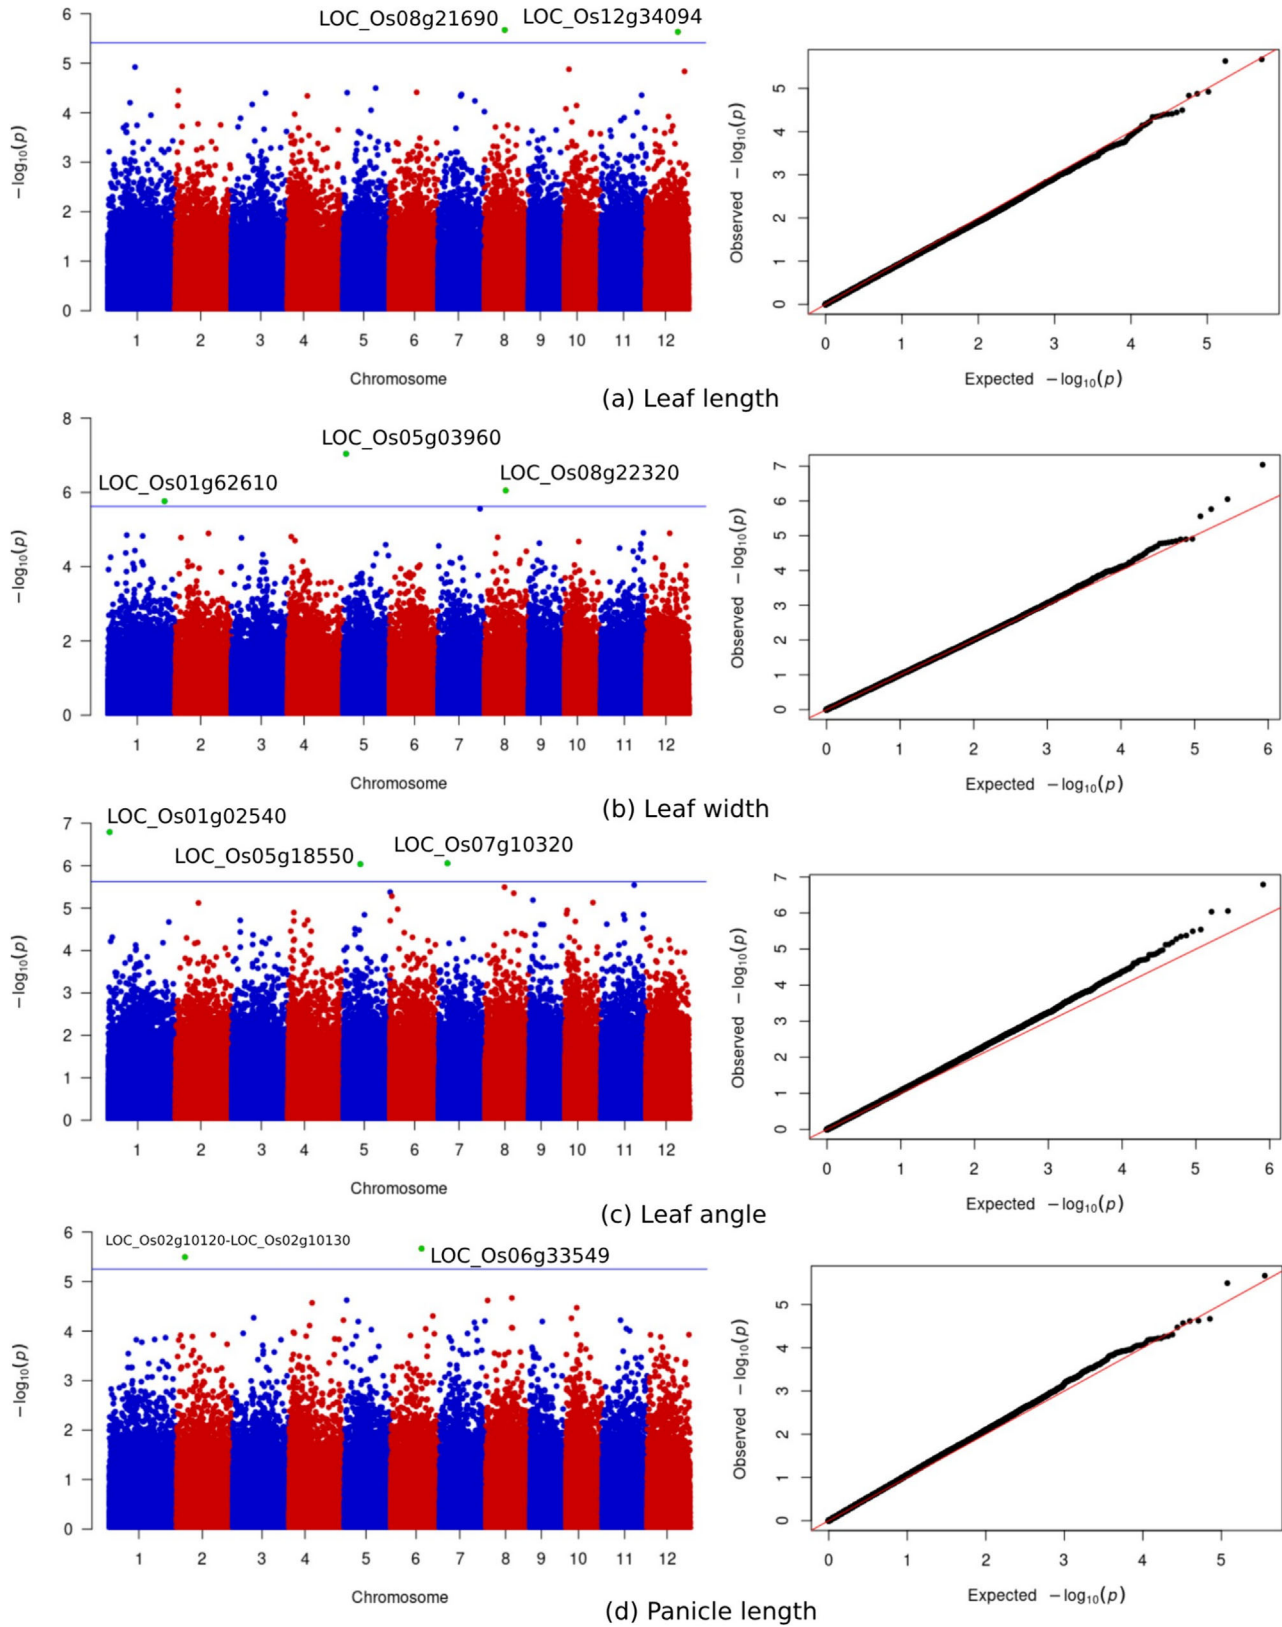 LOC_Os08g21690 LOC_Os12g34094
6
5
4
3
2
1
0
−log10(p)
1 2 3 4 5 6 7 8 9 10 11 12
Chromosome
5
4
3
2
1
0
Observed −log10(p)
0 1 2 3 4 5
Expected −log10(p)
(a) Leaf length
LOC_Os05g03960
LOC_Os08g22320
LOC_Os01g62610
8
6
4
2
0
−log10(p)
1 2 3 4 5 6 7 8 9 10 11 12
Chromosome
7
6
5
4
3
2
1
0
Observed −log10(p)
0 1 2 3 4 5 6
Expected −log10(p)
(b) Leaf width
LOC_Os01g02540
LOC_Os07g10320
LOC_Os05g18550
7
6
5
4
3
2
1
0
−log10(p)
1 2 3 4 5 6 7 8 9 10 11 12
Chromosome
7
6
5
4
3
2
1
0
Observed −log10(p)
0 1 2 3 4 5 6
Expected −log10(p)
(c) Leaf angle
LOC_Os02g10120-LOC_Os02g10130
LOC_Os06g33549
6
5
4
3
2
1
0
−log10(p)
1 2 3 4 5 6 7 8 9 10 11 12
Chromosome
5
4
3
2
1
0
Observed −log10(p)
0 1 2 3 4 5
Expected −log10(p)
(d) Panicle length